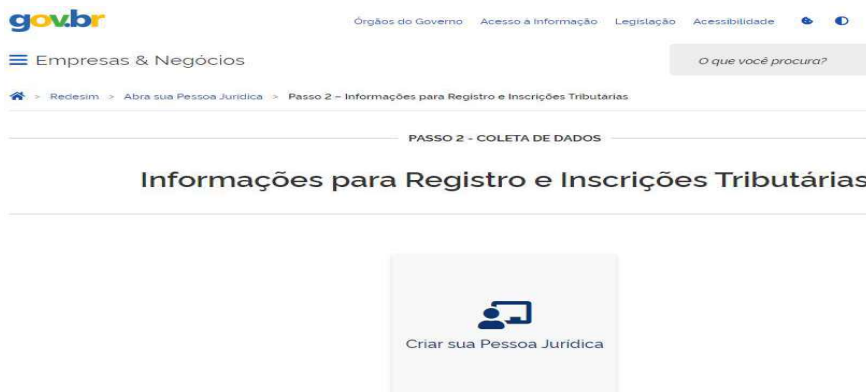 gov.br
Órgãos do Governo Acesso à Informação Legislação Acessibilidade
Empresas & Negócios
O que você procura?
> Redesim > Abra sua Pessoa Jurídica > Passo 2 – Informações para Registro e Inscrições Tributárias
PASSO 2 - COLETA DE DADOS
Informações para Registro e Inscrições Tributárias
Criar sua Pessoa Jurídica